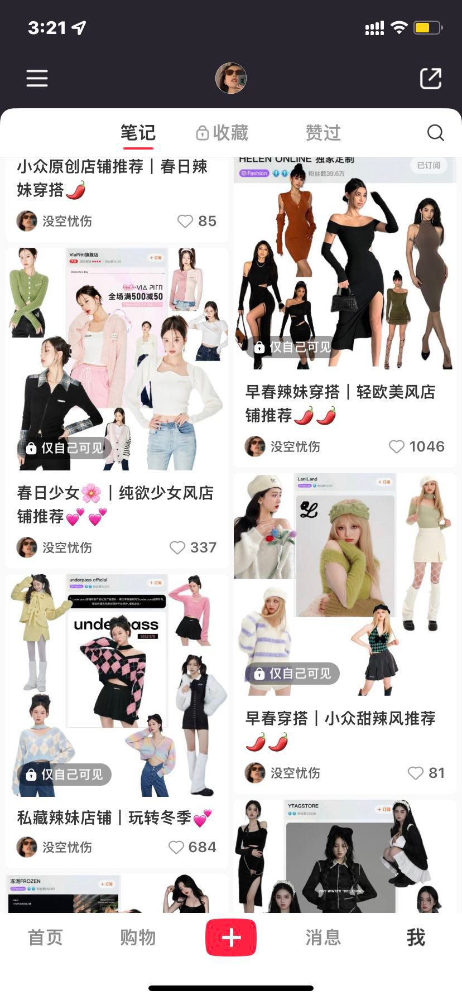 3:21
笔记
收藏
赞过
小众原创店铺推荐｜春日辣
妹穿搭🌶️
没空忧伤
85
HELEN ONLINE 独家定制
iFashion
粉丝数39.6万
已订阅
仅自己可见
早春辣妹穿搭｜轻欧美风店
铺推荐🌶️🌶️
没空忧伤
1046
ViaPitti旗舰店
+ 订阅
Valentine's Day
VIA PITTI
全场满500减50
仅自己可见
春日少女🌸｜纯欲少女风店
铺推荐💕💕
没空忧伤
337
LaniLand
+ 订阅
仅自己可见
早春穿搭｜小众甜辣风推荐
🌶️🌶️
没空忧伤
81
underpass official
+ 订阅
underpass
2022 S/S
仅自己可见
私藏辣妹店铺｜玩转冬季💕
没空忧伤
684
YTAGSTORE
+ 订阅
2021 WINTER "DEL LUNA"
冻泥FROZEN
iFashion
+ 订阅
首页
购物
消息
我